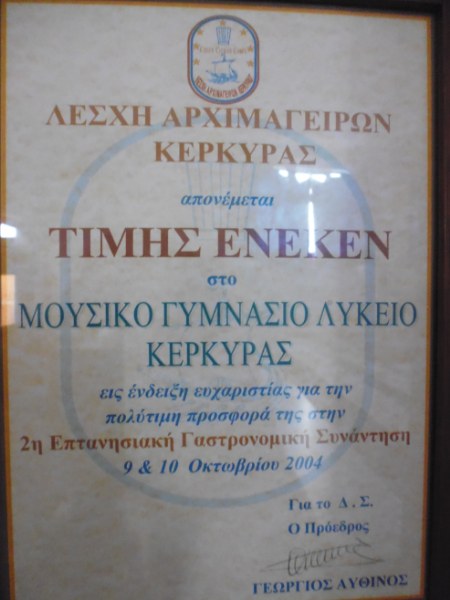 ΛΕΣΧΗ ΑΡΧΙΜΑΓΕΙΡΩΝ
ΚΕΡΚΥΡΑΣ
απονέμεται
ΤΙΜΗΣ ΕΝΕΚΕΝ
στο
ΜΟΥΣΙΚΟ ΓΥΜΝΑΣΙΟ ΛΥΚΕΙΟ
ΚΕΡΚΥΡΑΣ
εις ένδειξη ευχαριστίας για την
πολύτιμη προσφορά της στην
2η Επτανησιακή Γαστρονομική Συνάντηση
9 & 10 Οκτωβρίου 2004
Για το Δ . Σ.
Ο Πρόεδρος
ΓΕΩΡΓΙΟΣ ΑΥΘΙΝΟΣ